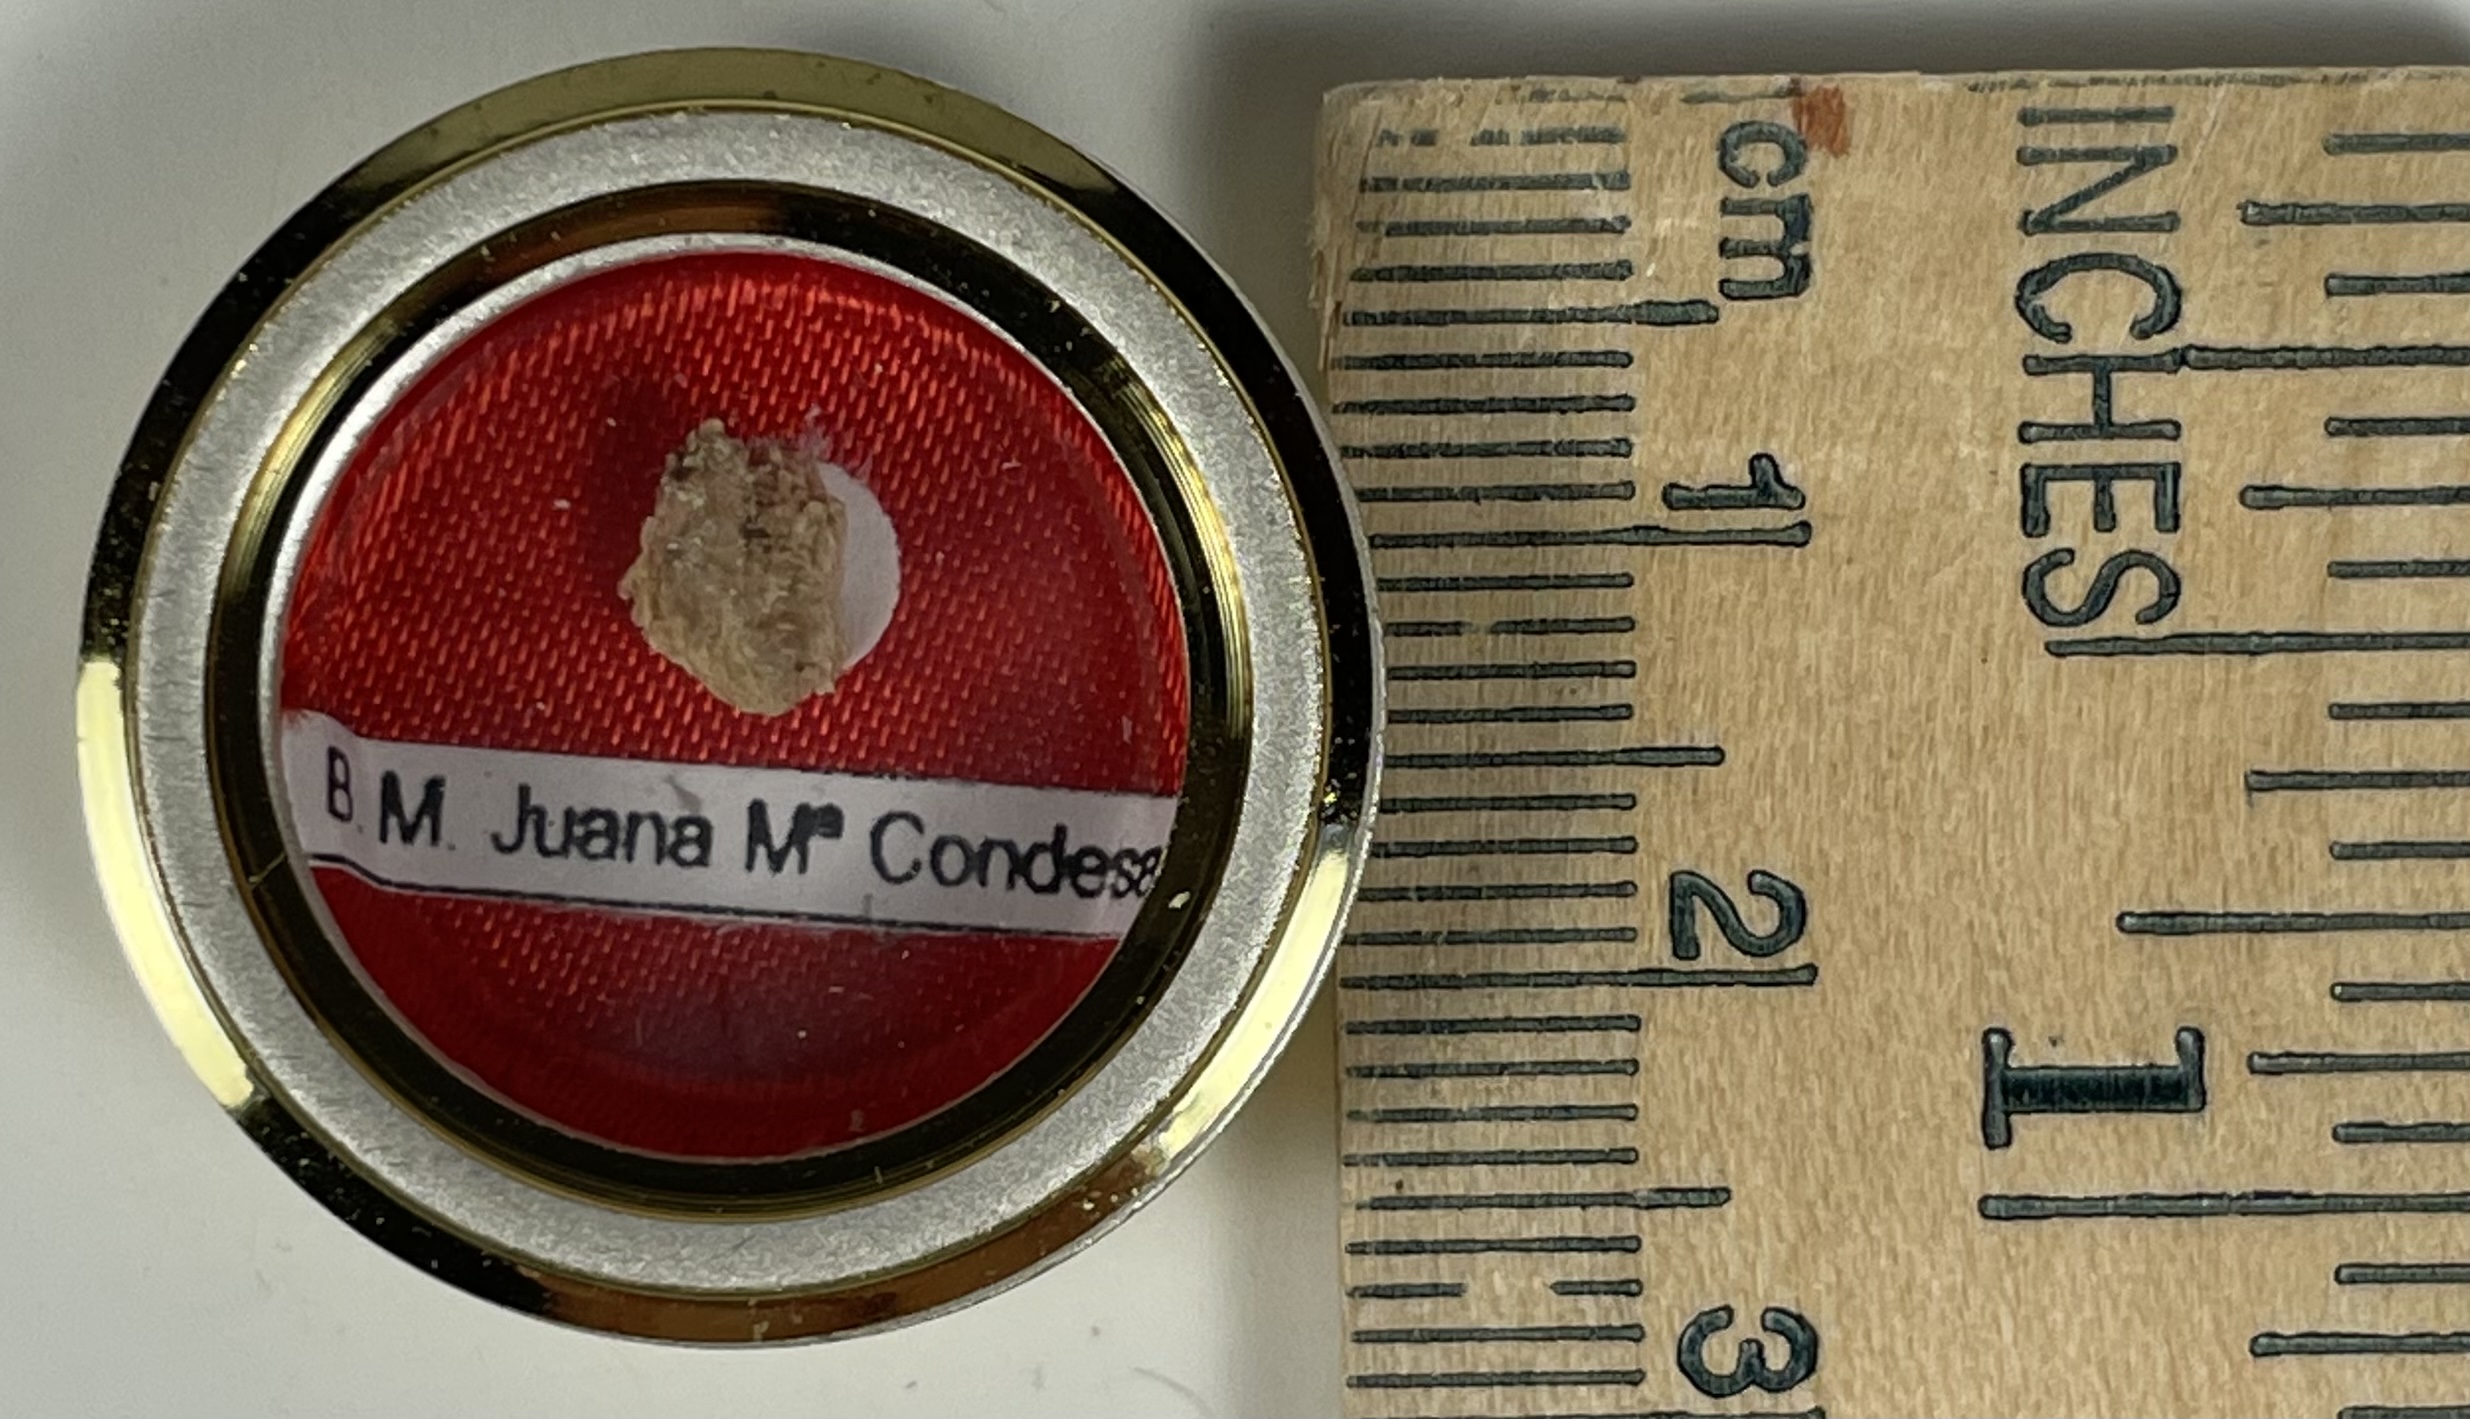 B. M. Juana Mª Condesa
cm
1
2
3
INCHES
1